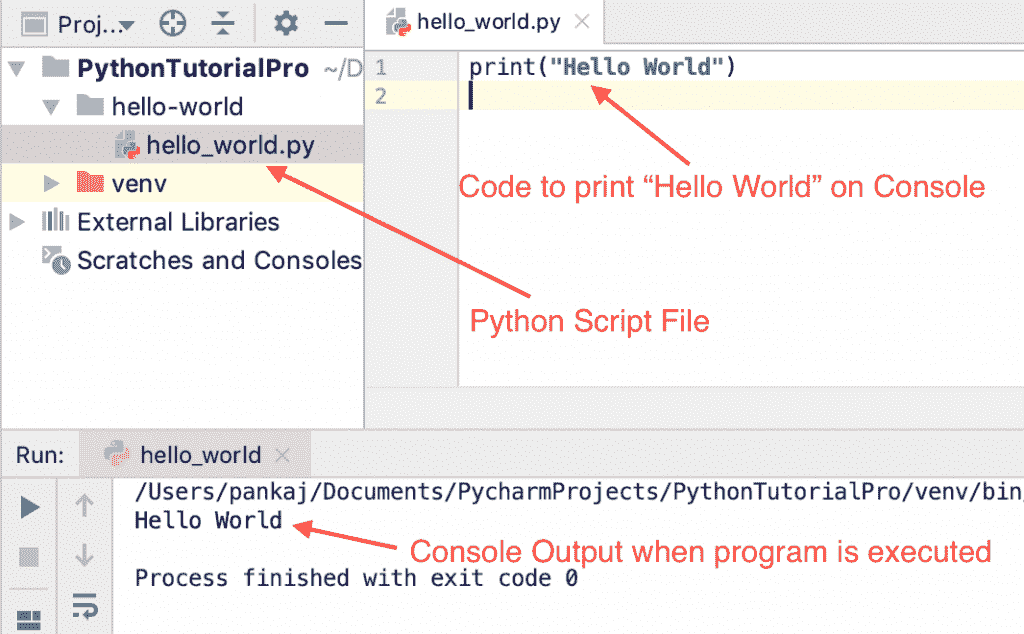 Proj...
hello_world.py
PythonTutorialPro ~/D
hello-world
hello_world.py
venv
External Libraries
Scratches and Consoles
1 print("Hello World")
2
Code to print “Hello World” on Console
Python Script File
Run: hello_world
/Users/pankaj/Documents/PycharmProjects/PythonTutorialPro/venv/bin/
Hello World
Console Output when program is executed
Process finished with exit code 0